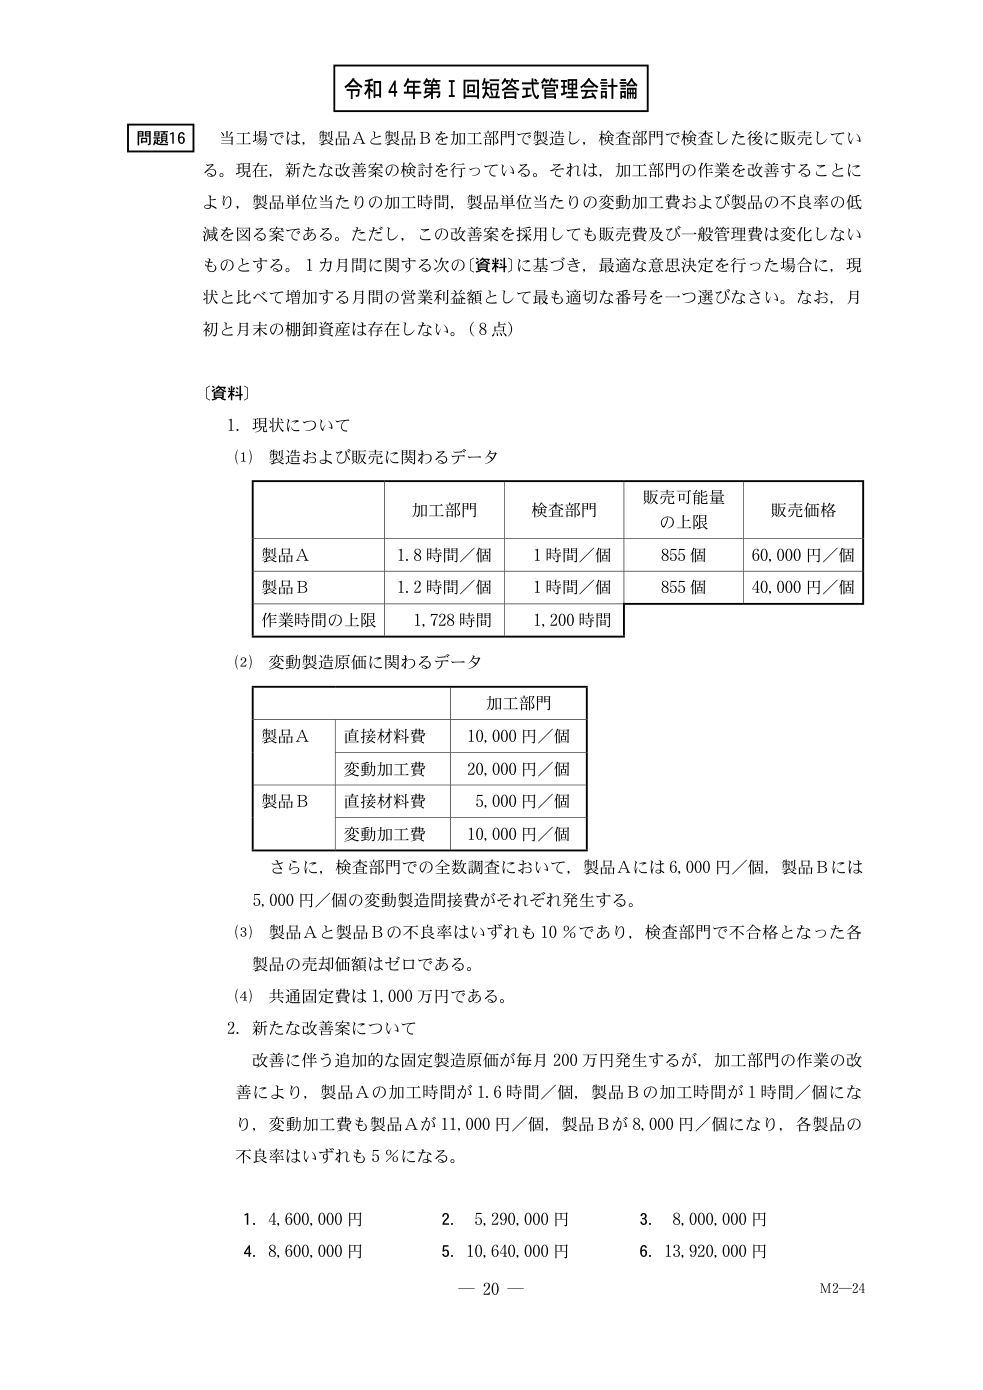 令和4年第Ⅰ回短答式管理会計論
問題16 当工場では，製品Aと製品Bを加工部門で製造し，検査部門で検査した後に販売してい
る。現在，新たな改善案の検討を行っている。それは，加工部門の作業を改善することに
より，製品単位当たりの加工時間，製品単位当たりの変動加工費および製品の不良率の低
減を図る案である。ただし，この改善案を採用しても販売費及び一般管理費は変化しない
ものとする。1カ月間に関する次の〔資料〕に基づき，最適な意思決定を行った場合に，現
状と比べて増加する月間の営業利益額として最も適切な番号を一つ選びなさい。なお，月
初と月末の棚卸資産は存在しない。（8点）
〔資料〕
1．現状について
⑴ 製造および販売に関わるデータ
加工部門 検査部門 販売可能量の上限 販売価格
製品A 1.8時間／個 1時間／個 855個 60,000円／個
製品B 1.2時間／個 1時間／個 855個 40,000円／個
作業時間の上限 1,728時間 1,200時間
⑵ 変動製造原価に関わるデータ
加工部門
製品A 直接材料費 10,000円／個
変動加工費 20,000円／個
製品B 直接材料費 5,000円／個
変動加工費 10,000円／個
さらに，検査部門での全数調査において，製品Aには6,000円／個，製品Bには
5,000円／個の変動製造間接費がそれぞれ発生する。
⑶ 製品Aと製品Bの不良率はいずれも10％であり，検査部門で不合格となった各
製品の売却価額はゼロである。
⑷ 共通固定費は1,000万円である。
2．新たな改善案について
改善に伴う追加的な固定製造原価が毎月200万円発生するが，加工部門の作業の改
善により，製品Aの加工時間が1.6時間／個，製品Bの加工時間が1時間／個にな
り，変動加工費も製品Aが11,000円／個，製品Bが8,000円／個になり，各製品の
不良率はいずれも5％になる。
1．4,600,000円 2．5,290,000円 3．8,000,000円
4．8,600,000円 5．10,640,000円 6．13,920,000円
― 20 ― M2―24